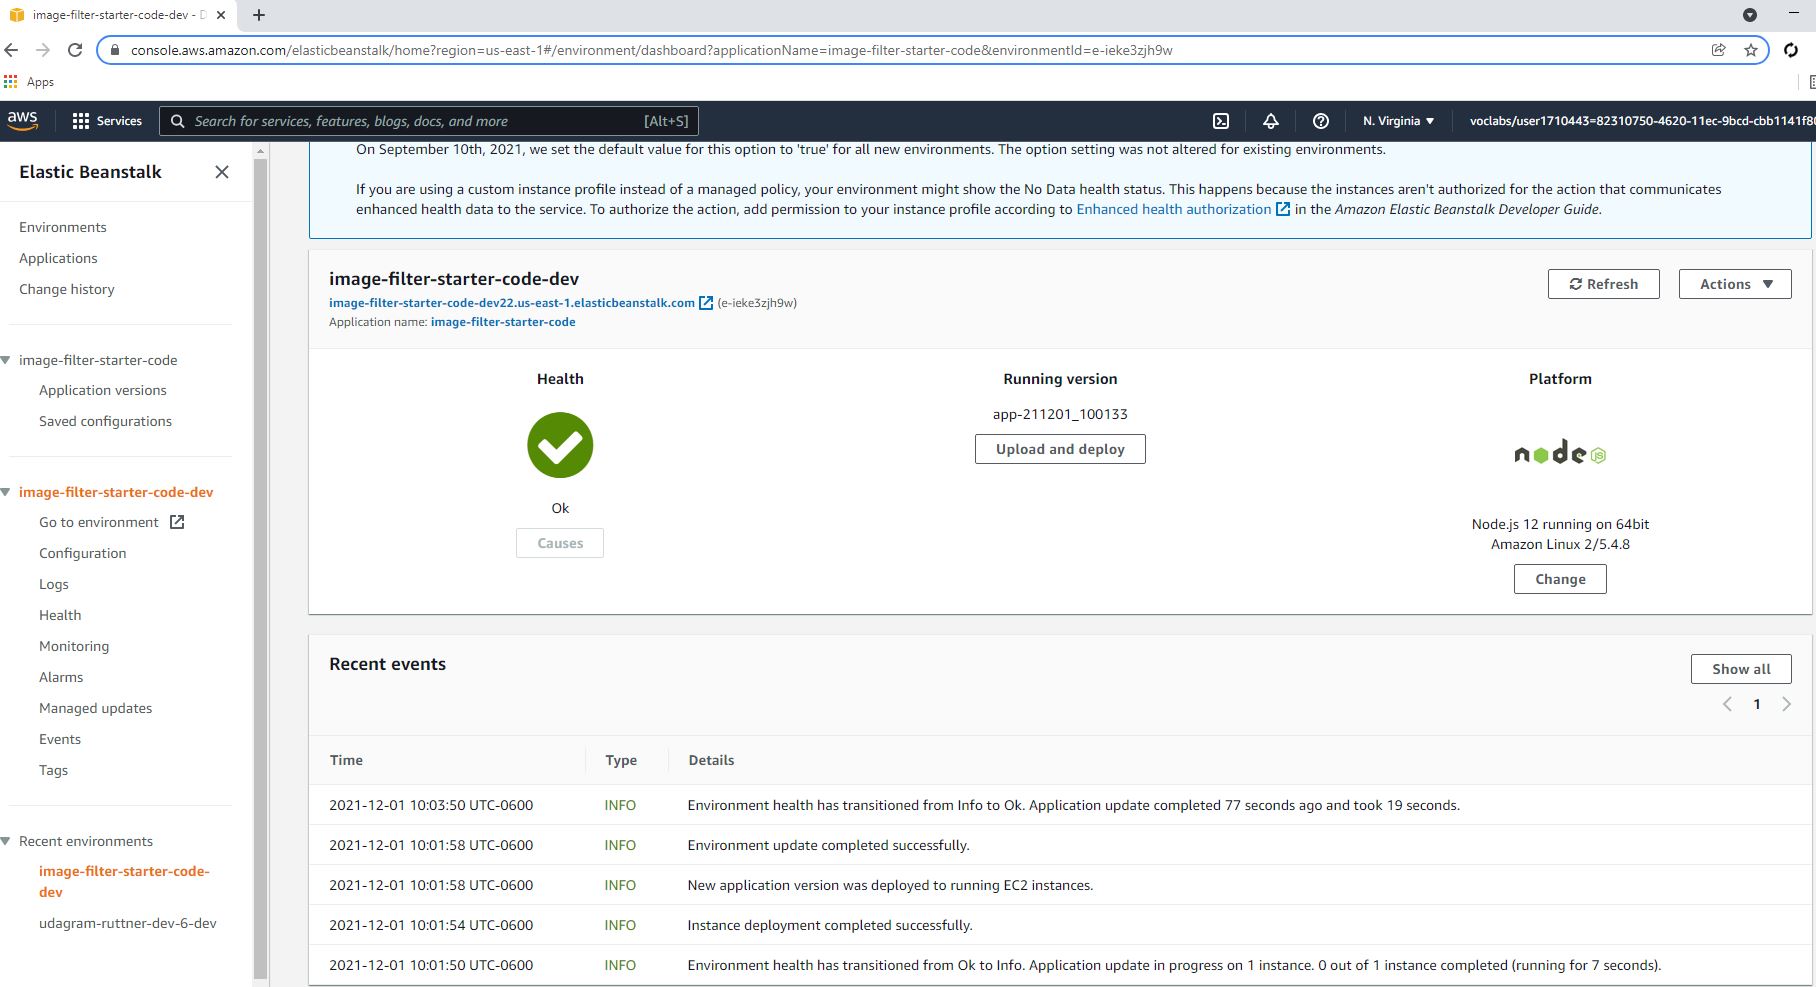 image-filter-starter-code-dev - D
console.aws.amazon.com/elasticbeanstalk/home?region=us-east-1#/environment/dashboard?applicationName=image-filter-starter-code&environmentId=e-ieke3zjh9w
Apps
aws Services Search for services, features, blogs, docs, and more [Alt+S] N. Virginia voclabs/user1710443=82310750-4620-11ec-9bcd-cbb1141f80
Elastic Beanstalk
Environments
Applications
Change history
image-filter-starter-code
Application versions
Saved configurations
image-filter-starter-code-dev
Go to environment
Configuration
Logs
Health
Monitoring
Alarms
Managed updates
Events
Tags
Recent environments
image-filter-starter-code-
dev
udagram-ruttner-dev-6-dev
On September 10th, 2021, we set the default value for this option to 'true' for all new environments. The option setting was not altered for existing environments.
If you are using a custom instance profile instead of a managed policy, your environment might show the No Data health status. This happens because the instances aren't authorized for the action that communicates
enhanced health data to the service. To authorize the action, add permission to your instance profile according to Enhanced health authorization in the Amazon Elastic Beanstalk Developer Guide.
image-filter-starter-code-dev
image-filter-starter-code-dev22.us-east-1.elasticbeanstalk.com (e-ieke3zjh9w)
Application name: image-filter-starter-code
Refresh
Actions
Health
Ok
Causes
Running version
app-211201_100133
Upload and deploy
Platform
node JS
Node.js 12 running on 64bit
Amazon Linux 2/5.4.8
Change
Recent events
Show all
1
Time Type Details
2021-12-01 10:03:50 UTC-0600 INFO Environment health has transitioned from Info to Ok. Application update completed 77 seconds ago and took 19 seconds.
2021-12-01 10:01:58 UTC-0600 INFO Environment update completed successfully.
2021-12-01 10:01:58 UTC-0600 INFO New application version was deployed to running EC2 instances.
2021-12-01 10:01:54 UTC-0600 INFO Instance deployment completed successfully.
2021-12-01 10:01:50 UTC-0600 INFO Environment health has transitioned from Ok to Info. Application update in progress on 1 instance. 0 out of 1 instance completed (running for 7 seconds).